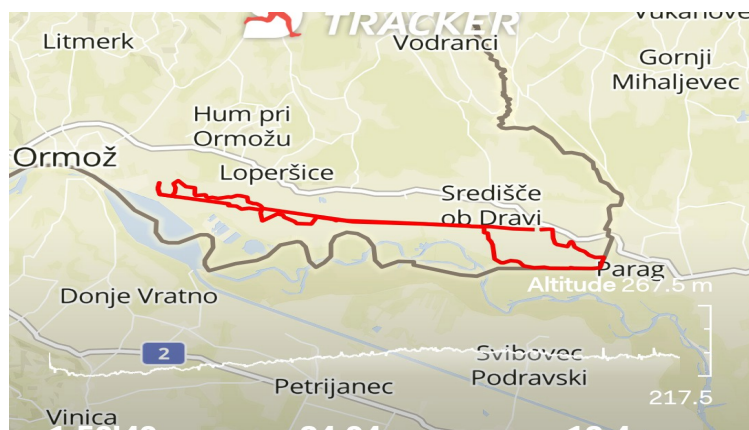 TRACKER
Litmerk
Vodranci
Gornji
Mihaljevec
Hum pri
Ormožu
Ormož
Loperšice
Središče
ob Dravi
Parag
Altitude 267.5 m
Donje Vratno
2
Svibovec
Podravski
Petrijanec
217.5
Vinica